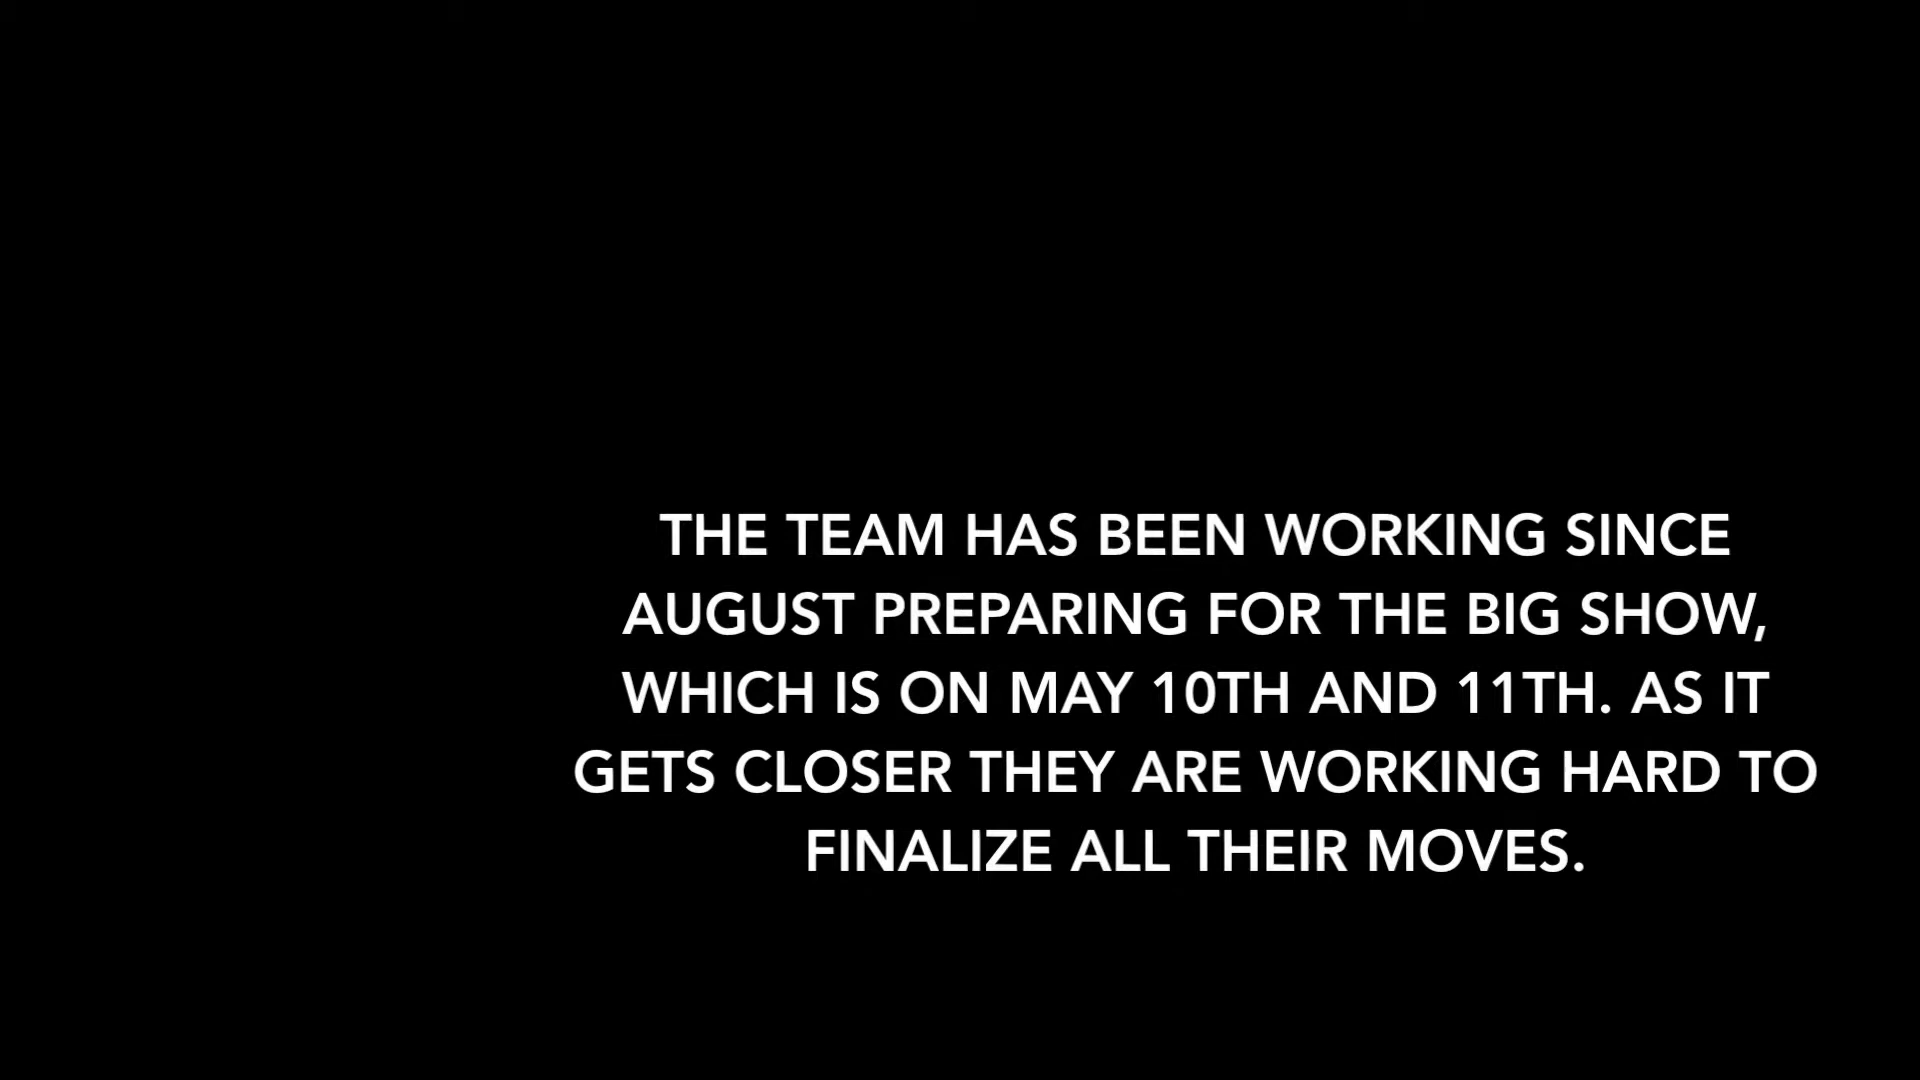 THE TEAM HAS BEEN WORKING SINCE
AUGUST PREPARING FOR THE BIG SHOW,
WHICH IS ON MAY 10TH AND 11TH. AS IT
GETS CLOSER THEY ARE WORKING HARD TO
FINALIZE ALL THEIR MOVES.